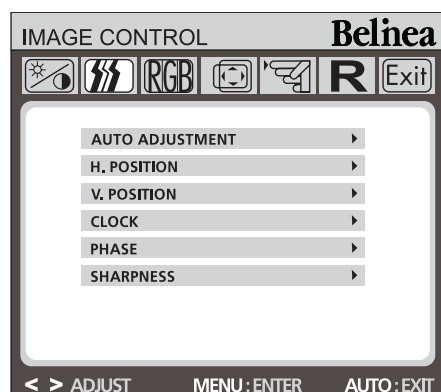 IMAGE CONTROL Belinea
RGB R Exit
AUTO ADJUSTMENT
H. POSITION
V. POSITION
CLOCK
PHASE
SHARPNESS
< > ADJUST MENU : ENTER AUTO : EXIT